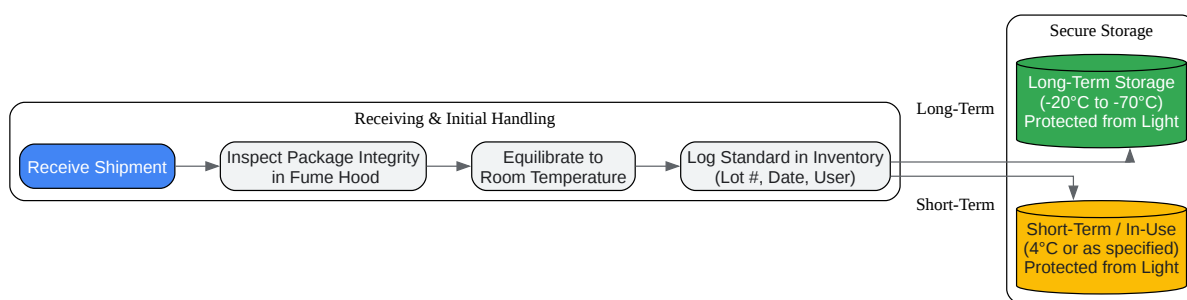 Secure Storage
Long-Term Storage
(-20°C to -70°C)
Protected from Light
Long-Term
Receiving & Initial Handling
Receive Shipment
Inspect Package Integrity
in Fume Hood
Equilibrate to
Room Temperature
Log Standard in Inventory
(Lot #, Date, User)
Short-Term
Short-Term / In-Use
(4°C or as specified)
Protected from Light